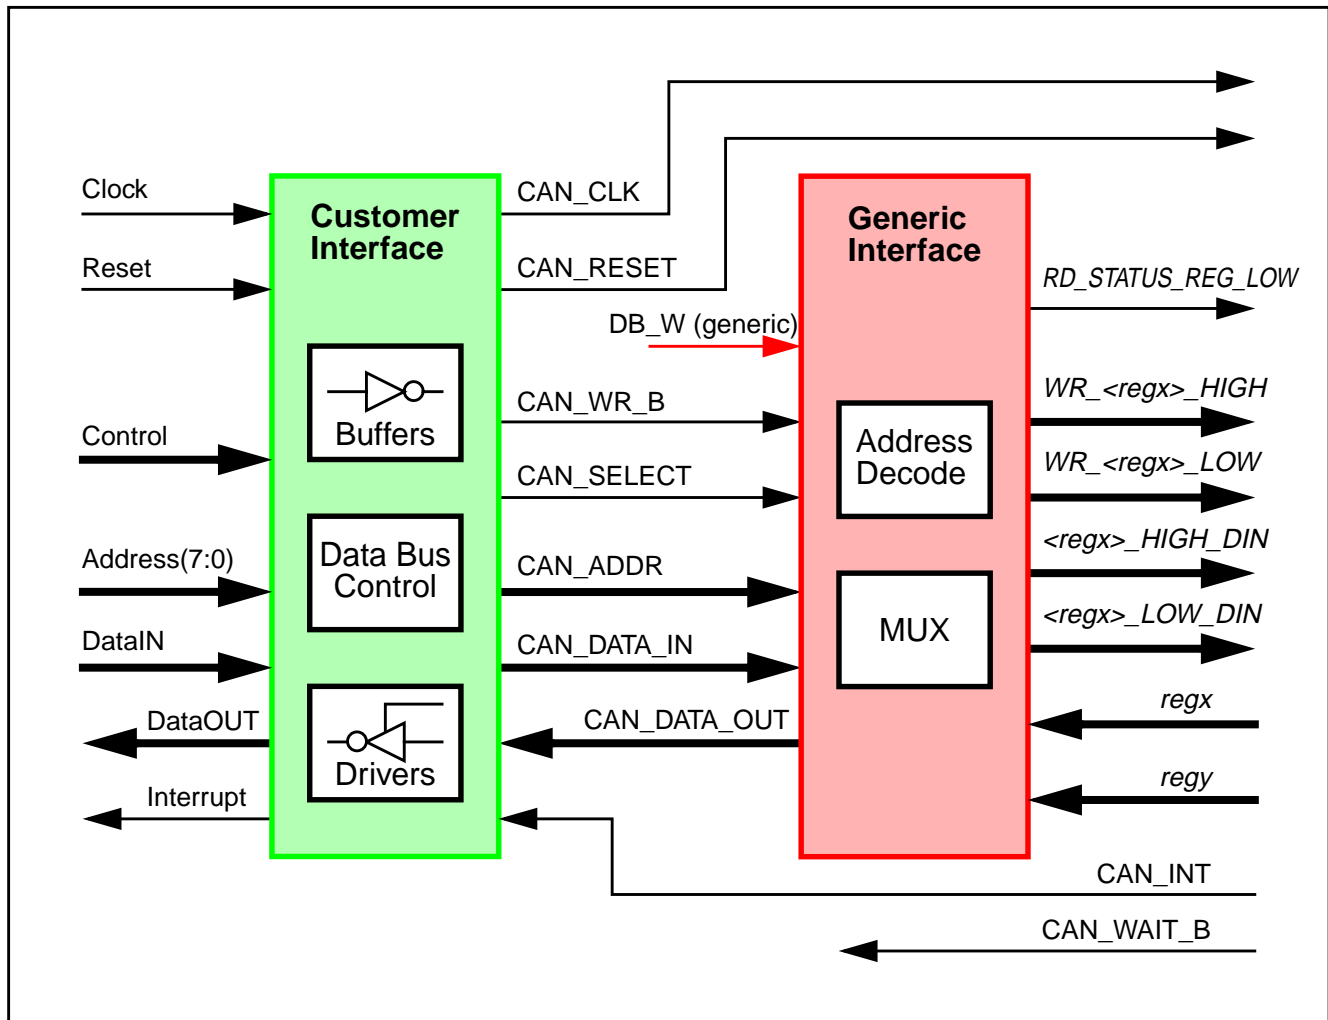 Clock
CAN_CLK
Customer
Interface
Generic
Interface
Reset
CAN_RESET
RD_STATUS_REG_LOW
DB_W (generic)
Buffers
CAN_WR_B
WR_<regx>_HIGH
Control
CAN_SELECT
Address
Decode
WR_<regx>_LOW
Address(7:0)
Data Bus
Control
CAN_ADDR
<regx>_HIGH_DIN
DataIN
CAN_DATA_IN
MUX
<regx>_LOW_DIN
DataOUT
CAN_DATA_OUT
regx
Drivers
Interrupt
regy
CAN_INT
CAN_WAIT_B